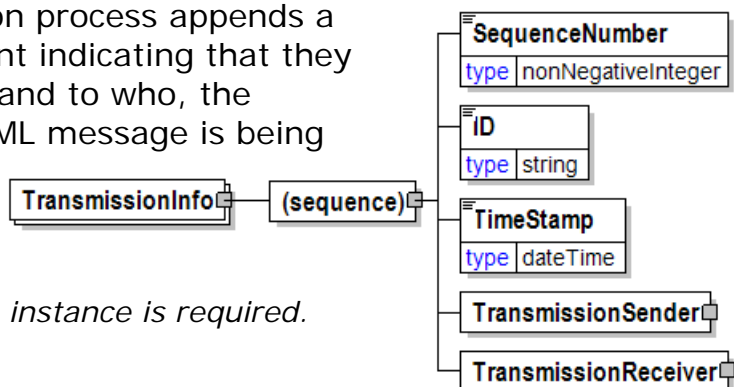 on process appends a
nt indicating that they
and to who, the
ML message is being
instance is required.
TransmissionInfo
(sequence)
SequenceNumber
type nonNegativeInteger
ID
type string
TimeStamp
type dateTime
TransmissionSender
TransmissionReceiver